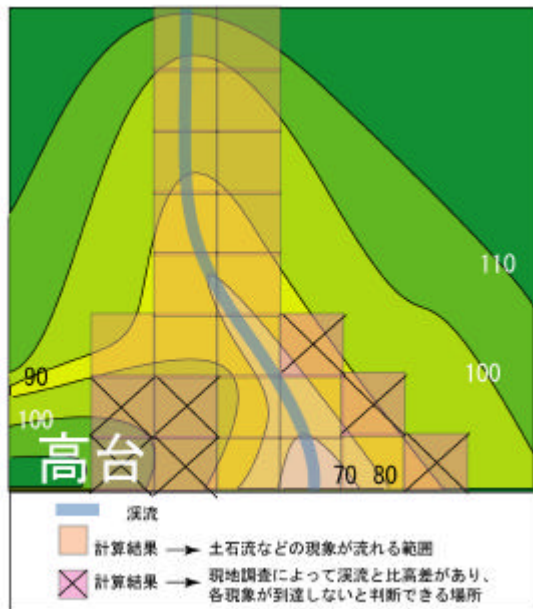 110
100
90
100
高台
70 80
渓流
計算結果 → 土石流などの現象が流れる範囲
計算結果 → 現地調査によって渓流と比高差があり、
各現象が到達しないと判断できる場所